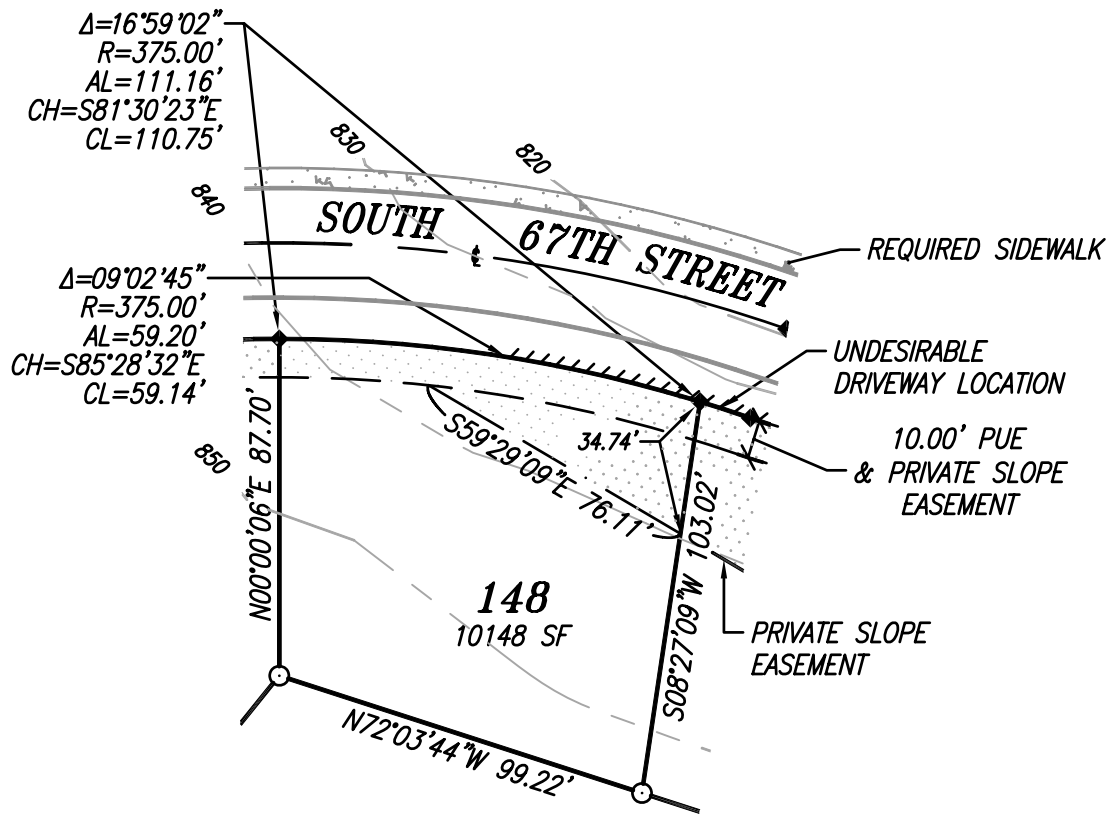 Δ=16°59'02"
R=375.00'
AL=111.16'
CH=S81°30'23"E
CL=110.75'
830
820
840
SOUTH 67TH STREET
REQUIRED SIDEWALK
Δ=09°02'45"
R=375.00'
AL=59.20'
CH=S85°28'32"E
CL=59.14'
UNDESIRABLE
DRIVEWAY LOCATION
850
N00°00'06"E 87.70'
S59°29'09"E 76.11'
34.74'
10.00' PUE
& PRIVATE SLOPE
EASEMENT
S08°27'09"W 103.02'
148
10148 SF
PRIVATE SLOPE
EASEMENT
N72°03'44"W 99.22'